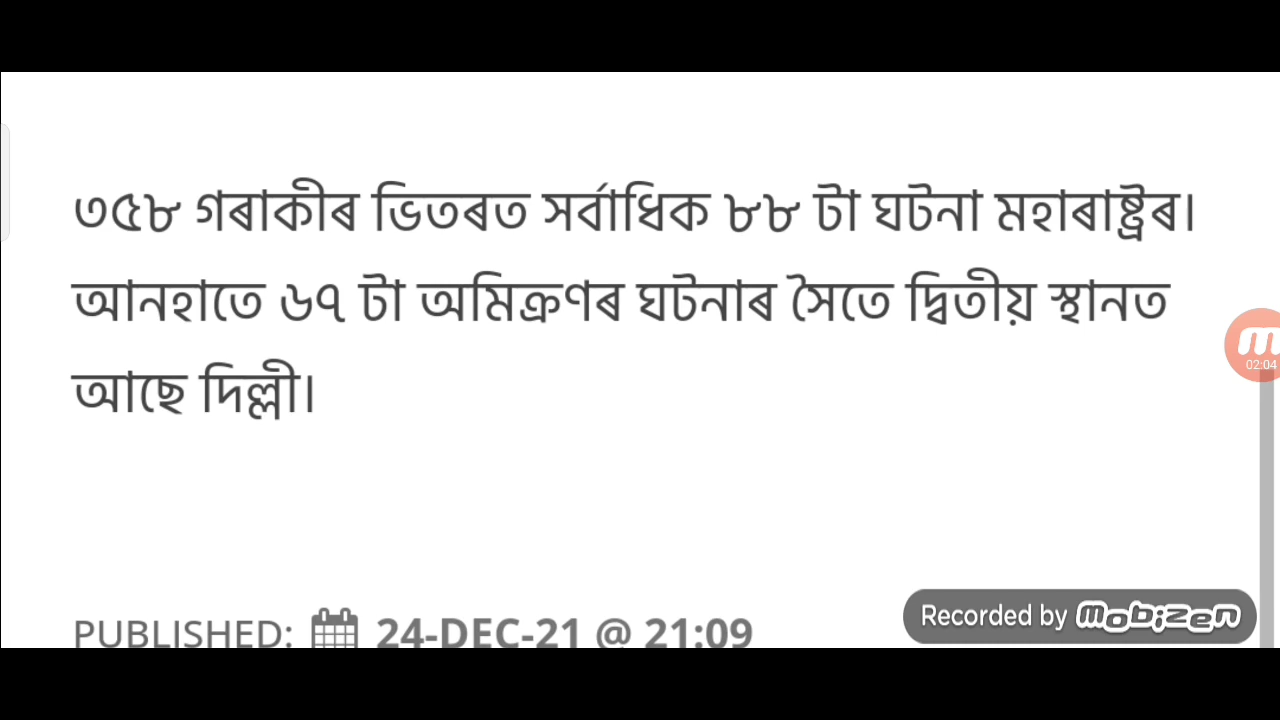 ৩৫৮ গৰাকীৰ ভিতৰত সৰ্বাধিক ৮৮ টা ঘটনা মহাৰাষ্ট্ৰৰ।
আনহাতে ৬৭ টা অমিক্ৰণৰ ঘটনাৰ সৈতে দ্বিতীয় স্থানত
আছে দিল্লী।
02:04
Recorded by Mobizen
PUBLISHED: 24-DEC-21 @ 21:09